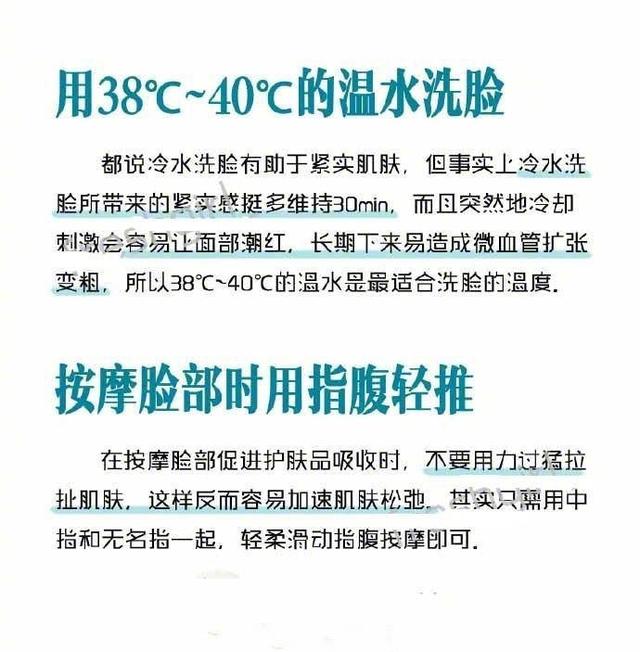 用38℃~40℃的温水洗脸
都说冷水洗脸有助于紧实肌肤，但事实上冷水洗
脸所带来的紧实感挺多维持30min，而且突然地冷却
刺激会容易让面部潮红，长期下来易造成微血管扩张
变粗，所以38℃~40℃的温水是最适合洗脸的温度。
按摩脸部时用指腹轻推
在按摩脸部促进护肤品吸收时，不要用力过猛拉
扯肌肤，这样反而容易加速肌肤松弛。其实只需用中
指和无名指一起，轻柔滑动指腹按摩即可。